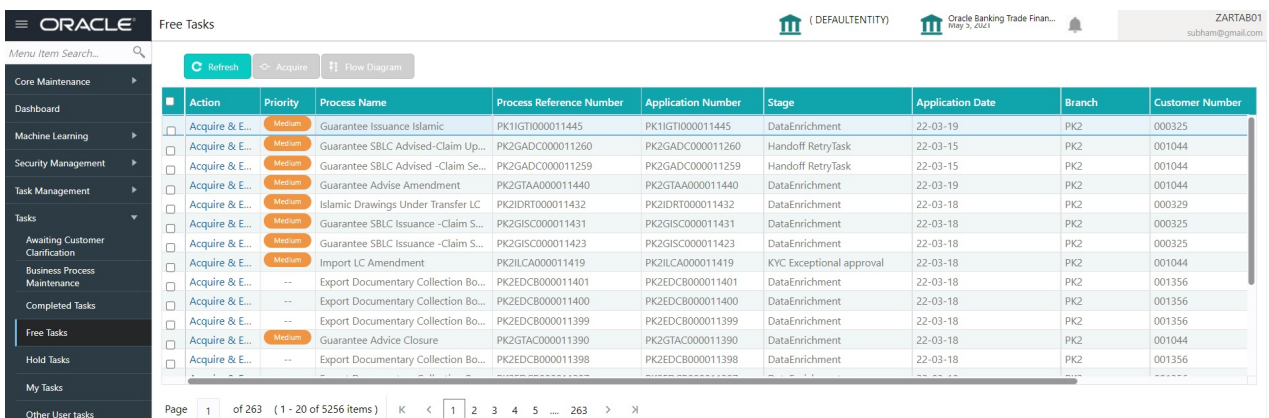 ORACLE
Free Tasks
( DEFAULTENTITY)
Oracle Banking Trade Finan...
May 5, 2021
ZARTAB01
subham@gmail.com
Menu Item Search...
Core Maintenance
Dashboard
Machine Learning
Security Management
Task Management
Tasks
Awaiting Customer
Clarification
Business Process
Maintenance
Completed Tasks
Free Tasks
Hold Tasks
My Tasks
Other User tasks
Refresh Acquire Flow Diagram
Action Priority Process Name Process Reference Number Application Number Stage Application Date Branch Customer Number
Acquire & E... Medium Guarantee Issuance Islamic PK1IGTI000011445 PK1IGTI000011445 DataEnrichment 22-03-19 PK2 000325
Acquire & E... Medium Guarantee SBLC Advised-Claim Up... PK2GADC000011260 PK2GADC000011260 Handoff RetryTask 22-03-15 PK2 001044
Acquire & E... Medium Guarantee SBLC Advised -Claim Se... PK2GADC000011259 PK2GADC000011259 Handoff RetryTask 22-03-15 PK2 001044
Acquire & E... Medium Guarantee Advise Amendment PK2GTAA000011440 PK2GTAA000011440 DataEnrichment 22-03-19 PK2 001044
Acquire & E... Medium Islamic Drawings Under Transfer LC PK2IDRT000011432 PK2IDRT000011432 DataEnrichment 22-03-18 PK2 000329
Acquire & E... Medium Guarantee SBLC Issuance -Claim S... PK2GISC000011431 PK2GISC000011431 DataEnrichment 22-03-18 PK2 000325
Acquire & E... Medium Guarantee SBLC Issuance -Claim S... PK2GISC000011423 PK2GISC000011423 DataEnrichment 22-03-18 PK2 000325
Acquire & E... Medium Import LC Amendment PK2ILCA000011419 PK2ILCA000011419 KYC Exceptional approval 22-03-18 PK2 001044
Acquire & E... -- Export Documentary Collection Bo... PK2EDCB000011401 PK2EDCB000011401 DataEnrichment 22-03-18 PK2 001356
Acquire & E... -- Export Documentary Collection Bo... PK2EDCB000011400 PK2EDCB000011400 DataEnrichment 22-03-18 PK2 001356
Acquire & E... -- Export Documentary Collection Bo... PK2EDCB000011399 PK2EDCB000011399 DataEnrichment 22-03-18 PK2 001356
Acquire & E... Medium Guarantee Advice Closure PK2GTAC000011390 PK2GTAC000011390 DataEnrichment 22-03-18 PK2 001044
Acquire & E... -- Export Documentary Collection Bo... PK2EDCB000011398 PK2EDCB000011398 DataEnrichment 22-03-18 PK2 001356
Page 1 of 263 ( 1 - 20 of 5256 items ) K < 1 2 3 4 5 ... 263 >